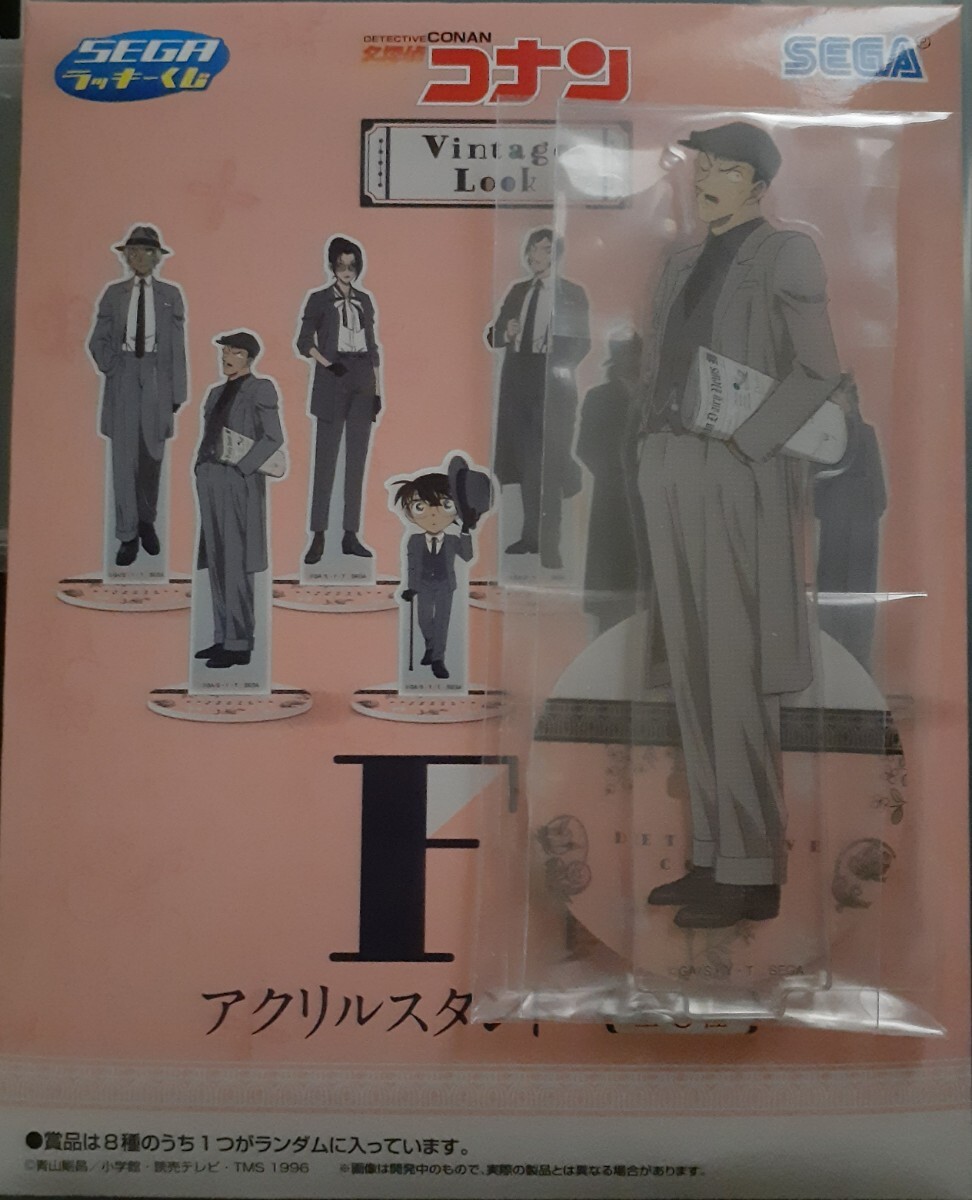 SEGA
ラッキーくじ
DETECTIVE CONAN
名探偵
コナン
SEGA
Vintage
Look
©GA/S・Y・T SEGA
F
アクリルスタンド
●賞品は8種のうち1つがランダムに入っています。
©青山剛昌/小学館・読売テレビ・TMS 1996 ※画像は開発中のもので、実際の製品とは異なる場合があります。